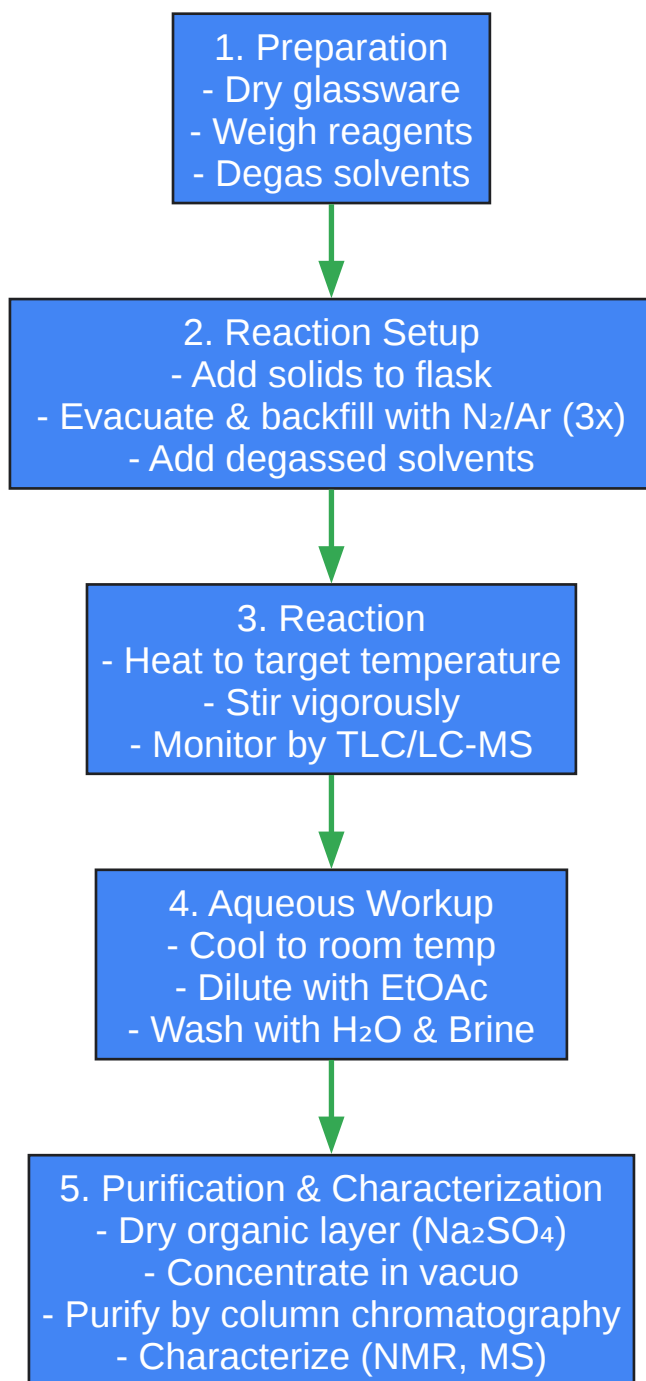 1. Preparation
- Dry glassware
- Weigh reagents
- Degas solvents
2. Reaction Setup
- Add solids to flask
- Evacuate & backfill with N₂/Ar (3x)
- Add degassed solvents
3. Reaction
- Heat to target temperature
- Stir vigorously
- Monitor by TLC/LC-MS
4. Aqueous Workup
- Cool to room temp
- Dilute with EtOAc
- Wash with H₂O & Brine
5. Purification & Characterization
- Dry organic layer (Na₂SO₄)
- Concentrate in vacuo
- Purify by column chromatography
- Characterize (NMR, MS)